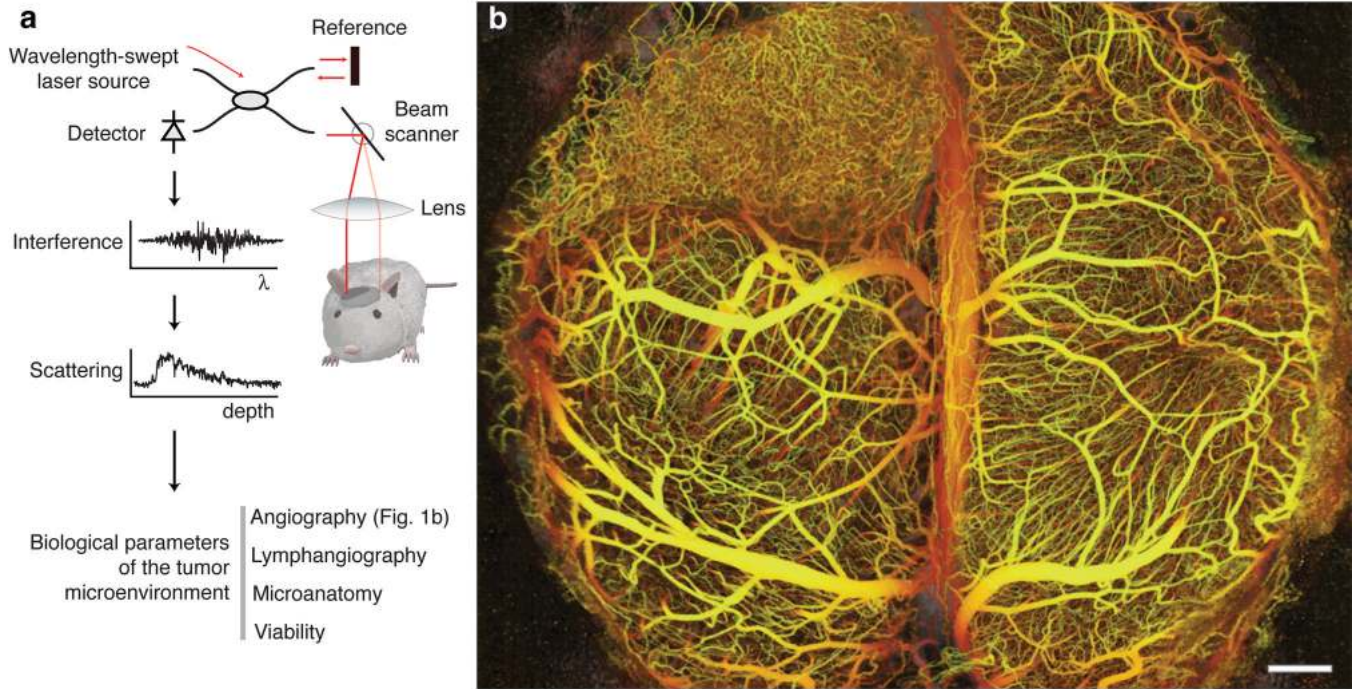 a
Reference
Wavelength-swept
laser source
Beam
scanner
Detector
Lens
Interference
λ
Scattering
depth
Biological parameters
of the tumor
microenvironment
Angiography (Fig. 1b)
Lymphangiography
Microanatomy
Viability
b